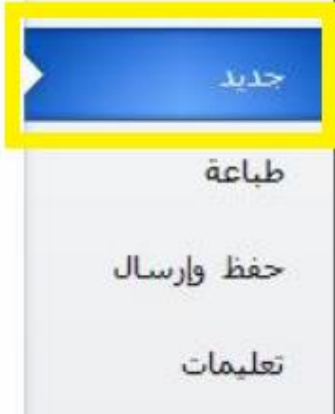 جديد
طباعة
حفظ وإرسال
تعليمات